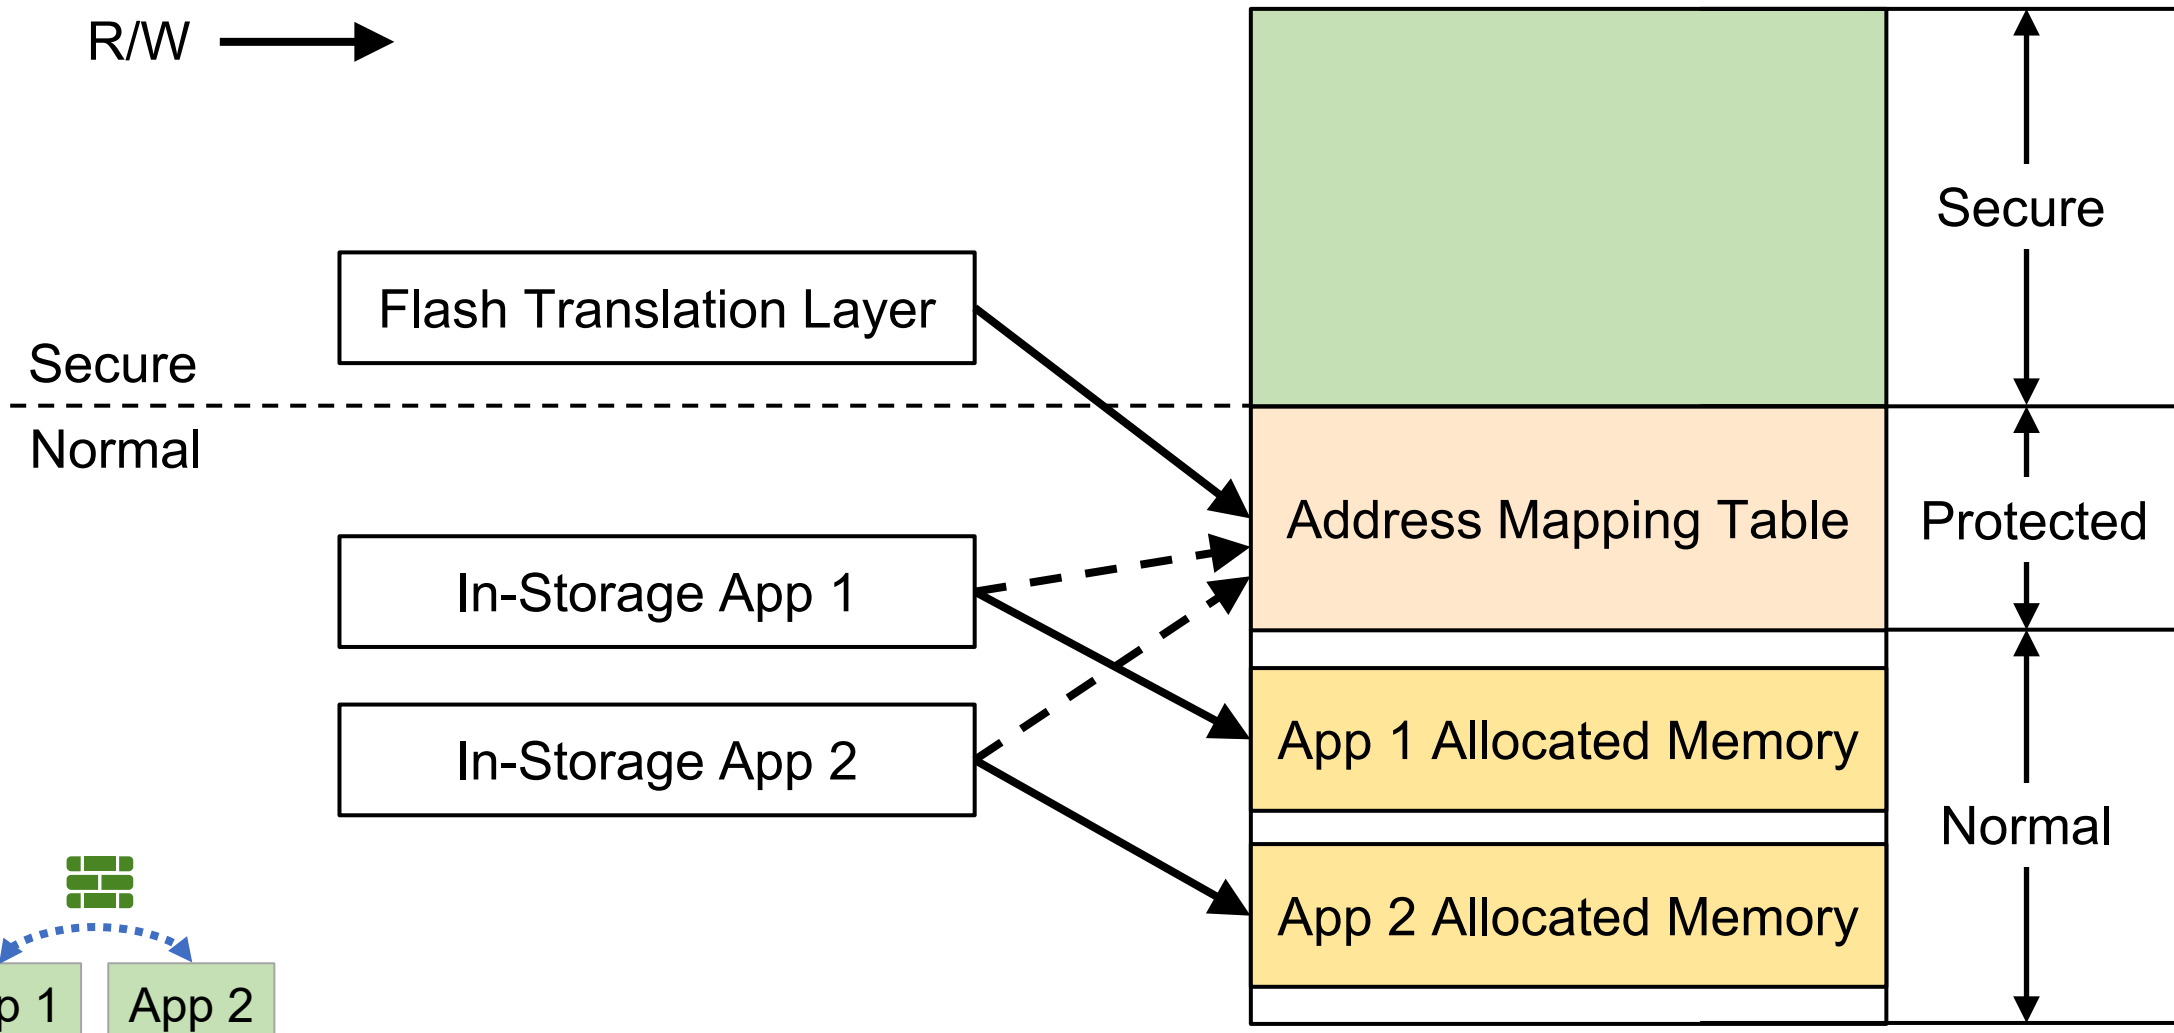 R/W
Secure
Flash Translation Layer
Secure
Normal
Address Mapping Table
Protected
In-Storage App 1
In-Storage App 2
App 1 Allocated Memory
Normal
App 2 Allocated Memory
p 1
App 2